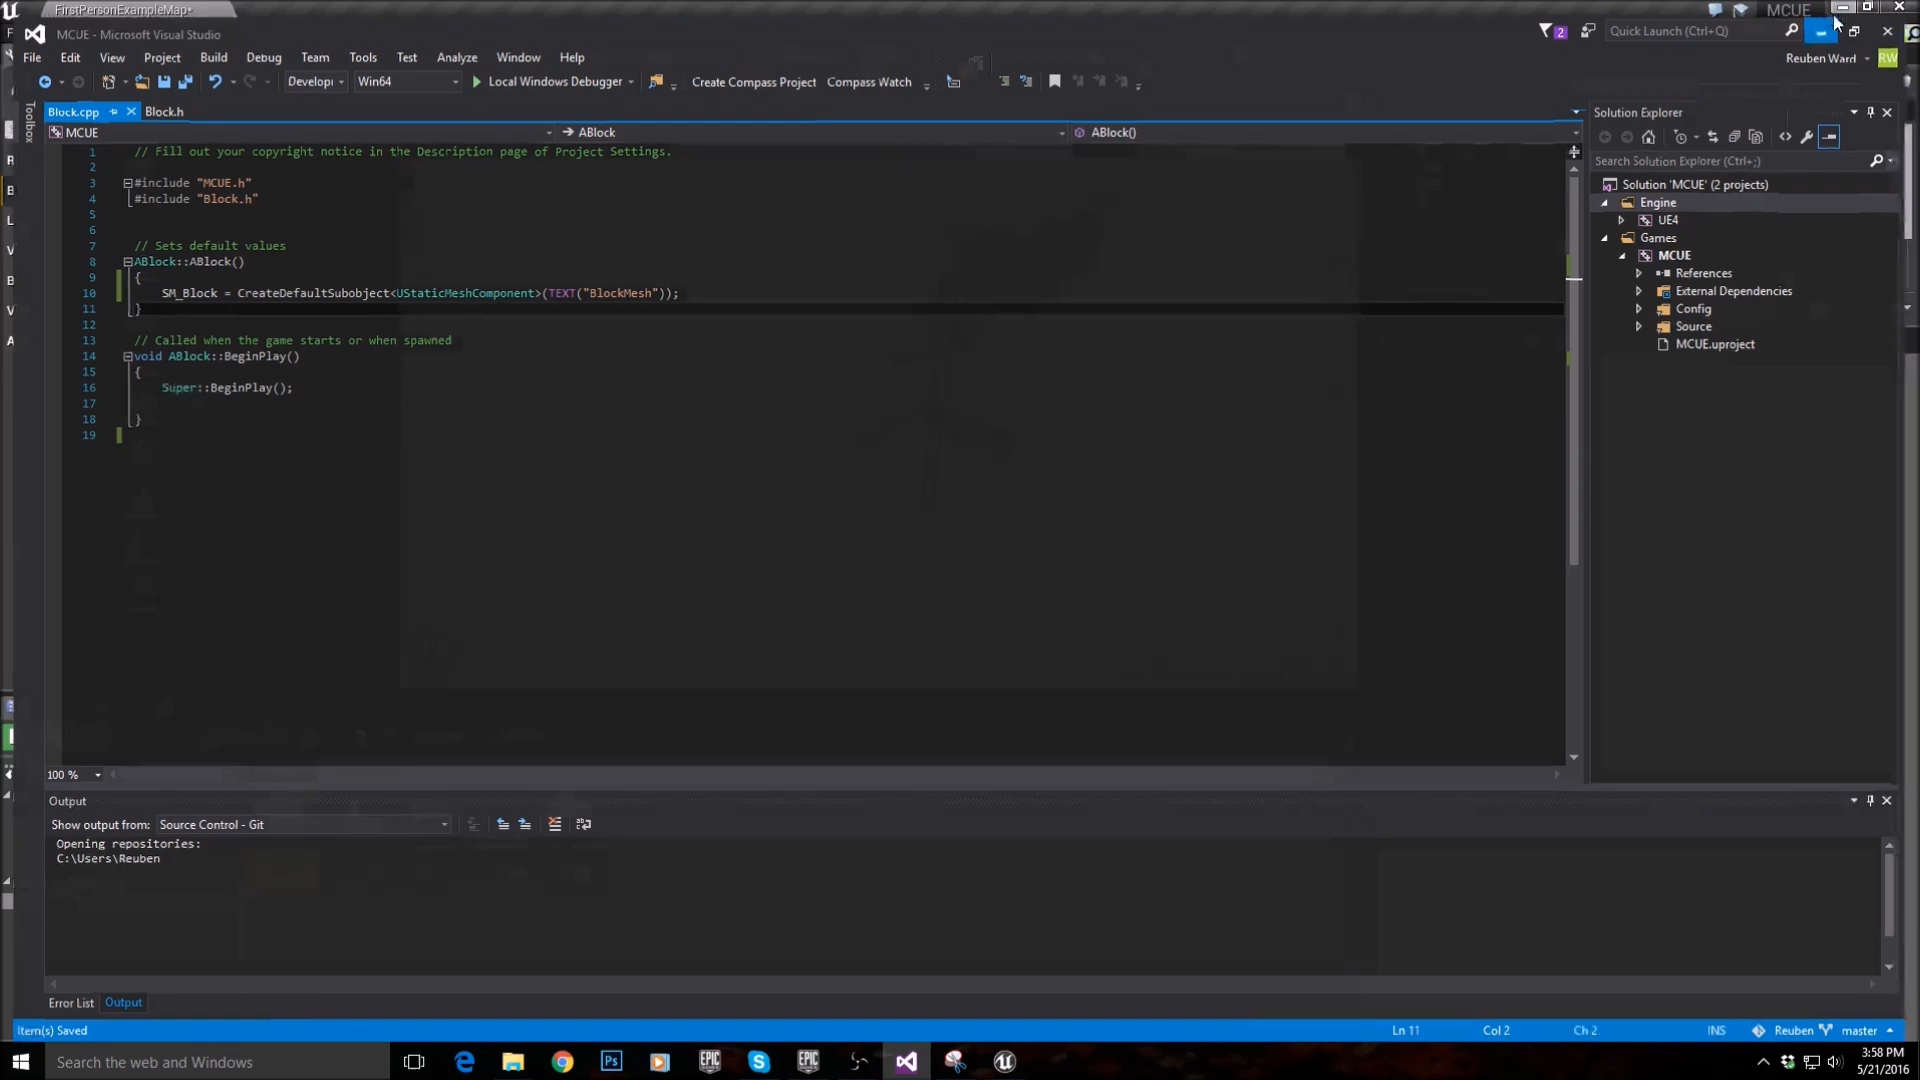 FirstPersonExampleMap*
MCUE
MCUE - Microsoft Visual Studio
2
Quick Launch (Ctrl+Q)
File Edit View Project Build Debug Team Tools Test Analyze Window Help
Reuben Ward
RW
Develop Win64 Local Windows Debugger Create Compass Project Compass Watch
Toolbox
Block.cpp Block.h
MCUE ABlock ABlock()
1 // Fill out your copyright notice in the Description page of Project Settings.
2
3 #include "MCUE.h"
4 #include "Block.h"
5
6
7 // Sets default values
8 ABlock::ABlock()
9 {
10 SM_Block = CreateDefaultSubobject<UStaticMeshComponent>(TEXT("BlockMesh"));
11 }
12
13 // Called when the game starts or when spawned
14 void ABlock::BeginPlay()
15 {
16 Super::BeginPlay();
17
18 }
19
100 %
Solution Explorer
Search Solution Explorer (Ctrl+;)
Solution 'MCUE' (2 projects)
Engine
UE4
Games
MCUE
References
External Dependencies
Config
Source
MCUE.uproject
Output
Show output from: Source Control - Git
Opening repositories:
C:\Users\Reuben
Error List Output
Item(s) Saved Ln 11 Col 2 Ch 2 INS Reuben master
Search the web and Windows
Ps
EPIC
EPIC
3:58 PM
5/21/2016